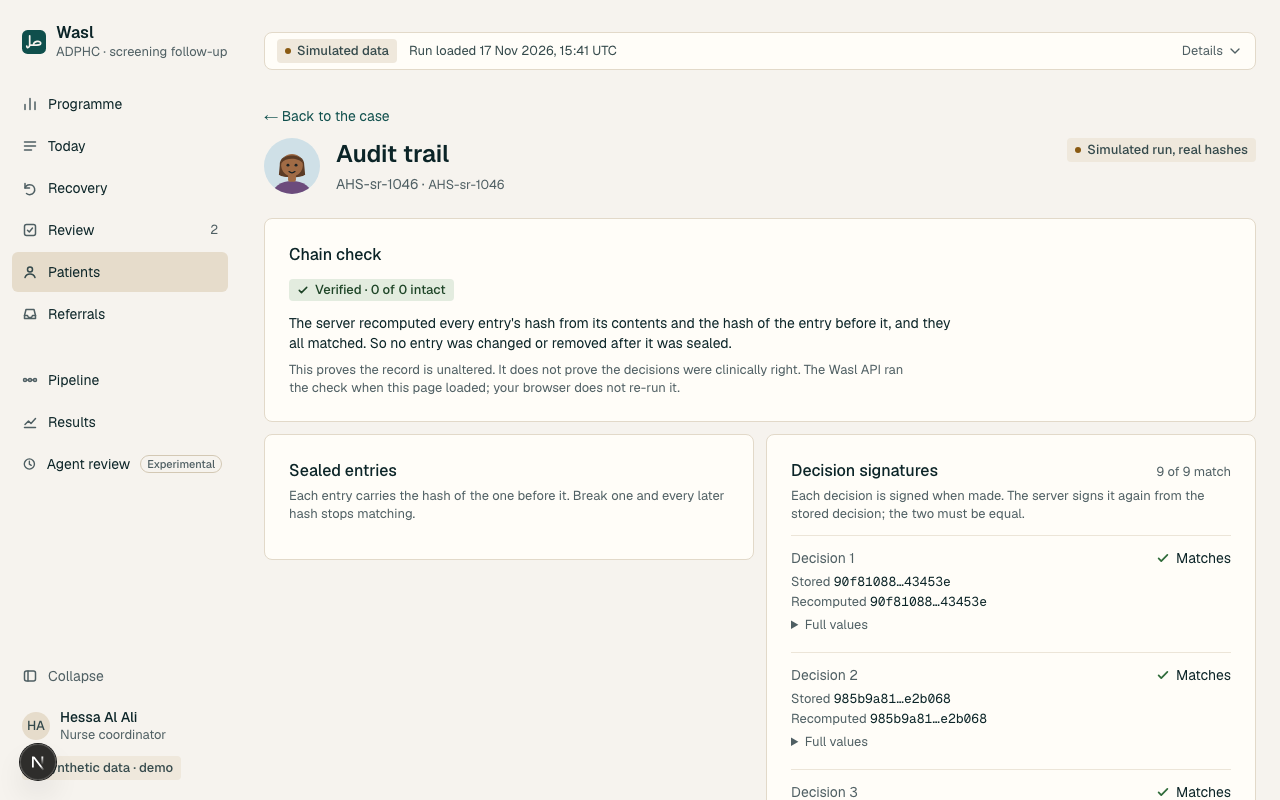 صل
Wasl
ADPHC · screening follow-up
Programme
Today
Recovery
Review 2
Patients
Referrals
Pipeline
Results
Agent review Experimental
Collapse
HA
Hessa Al Ali
Nurse coordinator
N
nthetic data · demo
Simulated data Run loaded 17 Nov 2026, 15:41 UTC Details
← Back to the case
Audit trail
AHS-sr-1046 · AHS-sr-1046
Simulated run, real hashes
Chain check
Verified · 0 of 0 intact
The server recomputed every entry's hash from its contents and the hash of the entry before it, and they
all matched. So no entry was changed or removed after it was sealed.
This proves the record is unaltered. It does not prove the decisions were clinically right. The Wasl API ran
the check when this page loaded; your browser does not re-run it.
Sealed entries
Each entry carries the hash of the one before it. Break one and every later
hash stops matching.
Decision signatures 9 of 9 match
Each decision is signed when made. The server signs it again from the
stored decision; the two must be equal.
Decision 1 Matches
Stored 90f81088…43453e
Recomputed 90f81088…43453e
Full values
Decision 2 Matches
Stored 985b9a81…e2b068
Recomputed 985b9a81…e2b068
Full values
Decision 3 Matches